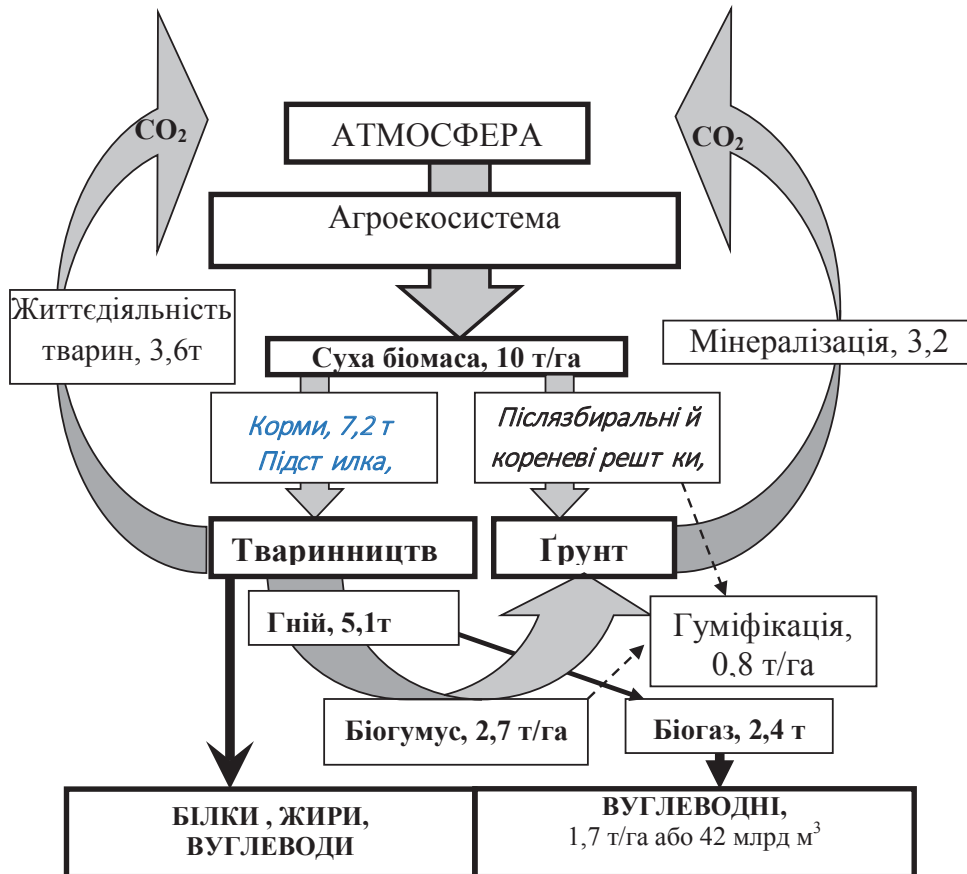 CO₂
CO₂
АТМОСФЕРА
Агроекосистема
Життєдіяльність
тварин, 3,6т
Мінералізація, 3,2
Суха біомаса, 10 т/га
Корми, 7,2 т
Підст илка,
Післязбиральні й
кореневі решт ки,
Тваринництв
Ґрунт
Гній, 5,1т
Гуміфікація,
0,8 т/га
Біогумус, 2,7 т/га
Біогаз, 2,4 т
БІЛКИ , ЖИРИ,
ВУГЛЕВОДИ
ВУГЛЕВОДНІ,
1,7 т/га або 42 млрд м³